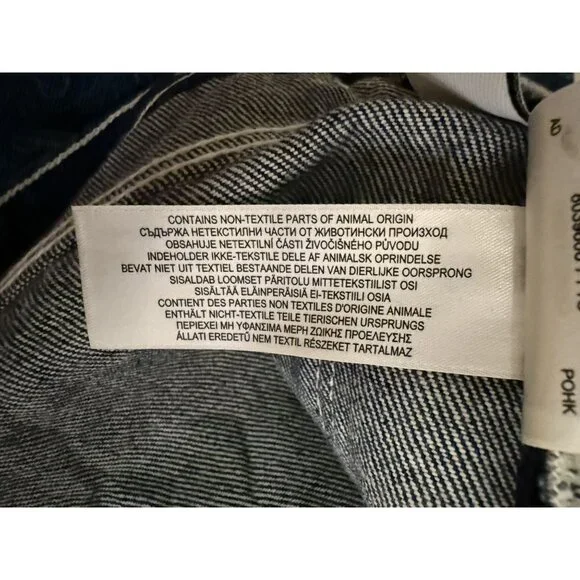 CONTAINS NON-TEXTILE PARTS OF ANIMAL ORIGIN
СЪДЪРЖА НЕТЕКСТИЛНИ ЧАСТИ ОТ ЖИВОТИНСКИ ПРОИЗХОД
OBSAHUJE NETEXTILNÍ ČÁSTI ŽIVOČIŠNÉHO PŮVODU
INDEHOLDER IKKE-TEKSTILE DELE AF ANIMALSK OPRINDELSE
BEVAT NIET UIT TEXTIEL BESTAANDE DELEN VAN DIERLIJKE OORSPRONG
SISALDAB LOOMSET PÄRITOLU MITTETEKSTIILIST OSI
SISÄLTÄÄ ELÄINPERÄISIÄ EI-TEKSTIILI OSIA
CONTIENT DES PARTIES NON TEXTILES D'ORIGINE ANIMALE
ENTHÄLT NICHT-TEXTILE TEILE TIERISCHEN URSPRUNGS
ΠΕΡΙΕΧΕΙ ΜΗ ΥΦΑΝΣΙΜΑ ΜΕΡΗ ΖΩΙΚΗΣ ΠΡΟΕΛΕΥΣΗΣ
ÁLLATI EREDETŰ NEM TEXTIL RÉSZEKET TARTALMAZ
POHK